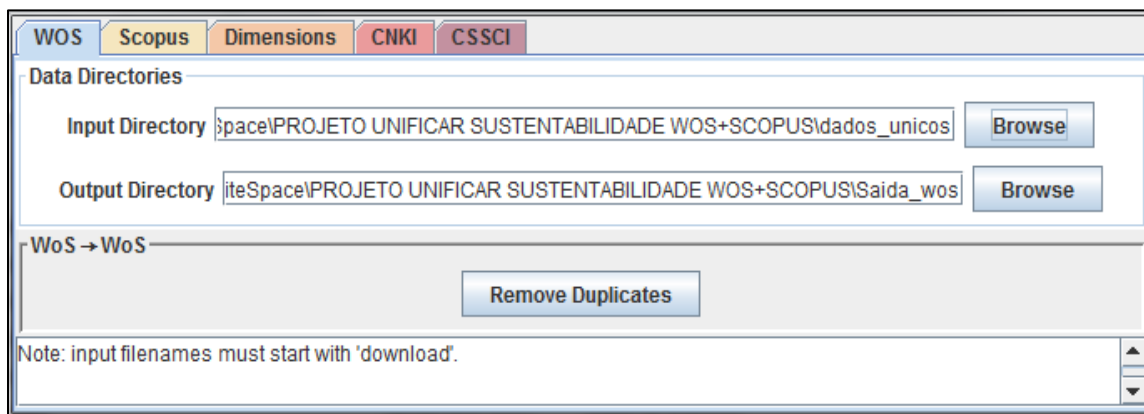 WOS Scopus Dimensions CNKI CSSCI
Data Directories
Input Directory Space\PROJETO UNIFICAR SUSTENTABILIDADE WOS+SCOPUS\dados_unicos Browse
Output Directory iteSpace\PROJETO UNIFICAR SUSTENTABILIDADE WOS+SCOPUS\Saida_wos Browse
WoS→WoS
Remove Duplicates
Note: input filenames must start with 'download'.